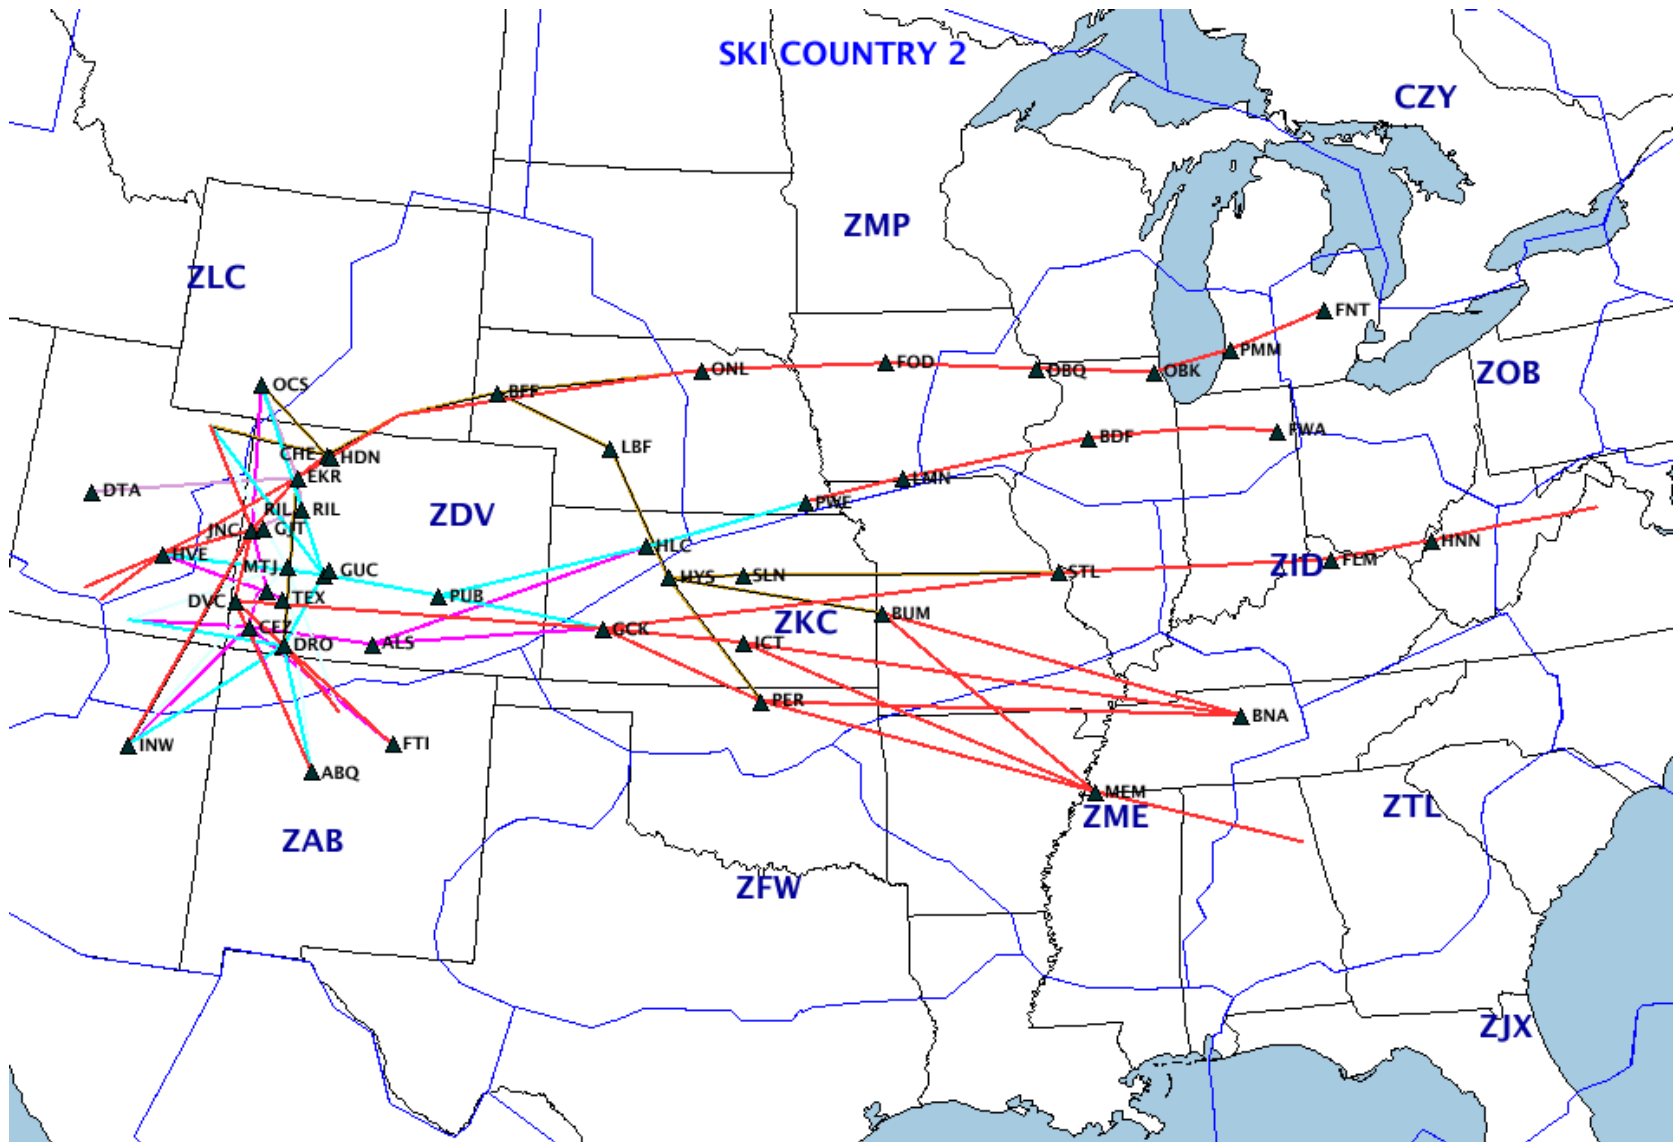 SKI COUNTRY 2
CZY
ZMP
ZLC
FNT
PMM
ONL
FOD
DBQ
OBK
ZOB
OCS
BFF
FWA
BDF
LBF
CHE
HDN
EKR
DTA
LMN
PWE
RIL
RIL
ZDV
JNC
GJT
HNN
HVE
HLC
MTJ
GUC
HYS
SLN
STL
ZID
FLM
DVC
TEX
PUB
BUM
CEZ
GCK
ZKC
DRO
ALS
ICT
PER
BNA
INW
FTI
ABQ
MEM
ZME
ZTL
ZAB
ZFW
ZJX